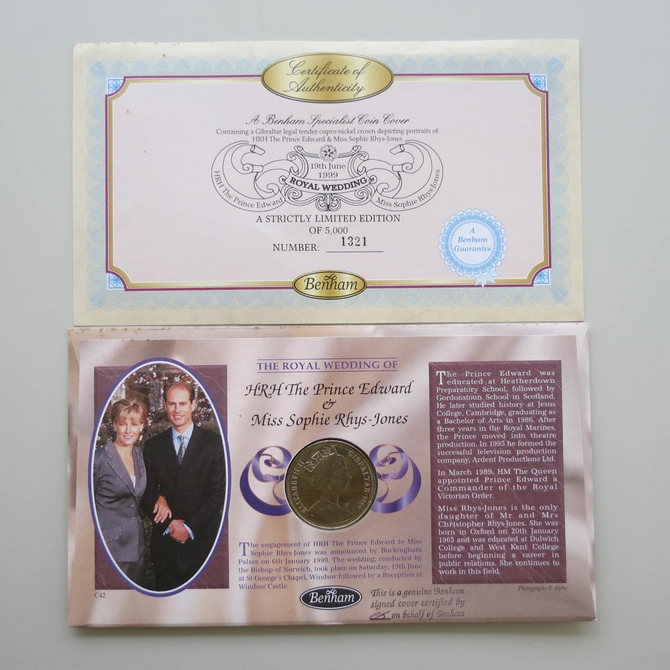 Certificate of
Authenticity
A Benham Specialist Coin Cover
Containing a Gibraltar legal tender cupro-nickel crown depicting portraits of
HRH The Prince Edward & Miss Sophie Rhys-Jones
19th June
1999
ROYAL WEDDING
HRH The Prince Edward
Miss Sophie Rhys-Jones
A STRICTLY LIMITED EDITION
OF 5,000
NUMBER: 1321
A
Benham
Guarantee
Benham
THE ROYAL WEDDING OF
HRH The Prince Edward
&
Miss Sophie Rhys-Jones
ELIZABETH II GIBRALTAR 1999
The engagement of HRH The Prince Edward to Miss
Sophie Rhys-Jones was announced by Buckingham
Palace on 6th January 1999. The wedding, conducted by
the Bishop of Norwich, took place on Saturday, 19th June
at St George's Chapel, Windsor followed by a Reception at
Windsor Castle.
The Prince Edward was
educated at Heatherdown
Preparatory School, followed by
Gordonstoun School in Scotland.
He later studied history at Jesus
College, Cambridge, graduating as
a Bachelor of Arts in 1986. After
three years in the Royal Marines,
the Prince moved into theatre
production. In 1993 he formed the
successful television production
company, Ardent Productions Ltd.
In March 1989, HM The Queen
appointed Prince Edward a
Commander of the Royal
Victorian Order.
Miss Rhys-Jones is the only
daughter of Mr and Mrs
Christopher Rhys-Jones. She was
born in Oxford on 20th January
1965 and was educated at Dulwich
College and West Kent College
before beginning a career in
public relations. She continues to
work in this field.
C42
Benham
This is a genuine Benham
signed cover certified by
on behalf of Benham
Photographs © Alpha